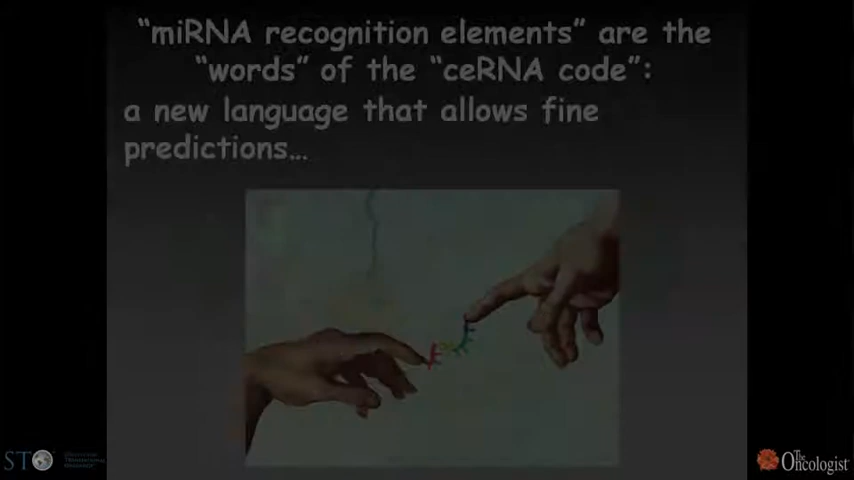 “miRNA recognition elements” are the
“words” of the “ceRNA code”:
a new language that allows fine
predictions...
STO
The Oncologist